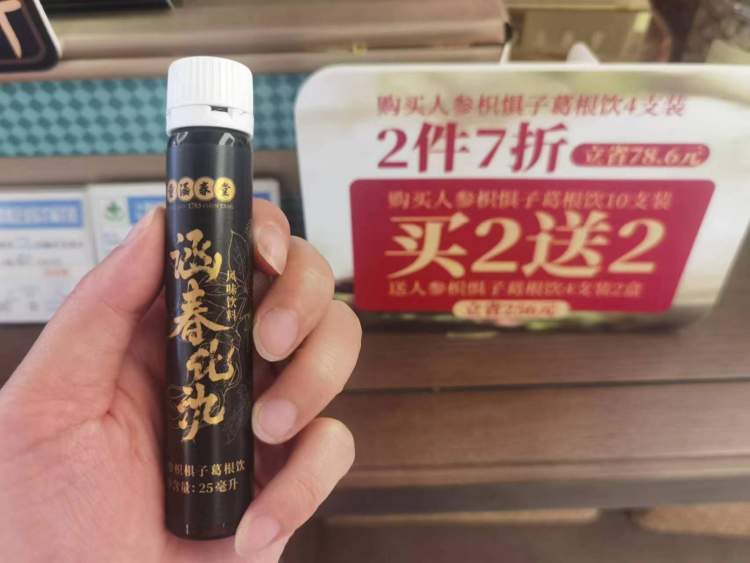 童涵春堂
涵春化氿
风味饮料
参枳椇子葛根饮
净含量:25毫升
购买人参枳椇子葛根饮4支装
2件7折 立省78.6元
购买人参枳椇子葛根饮10支装
买2送2
送人参枳椇子葛根饮4支装2盒
立省256元